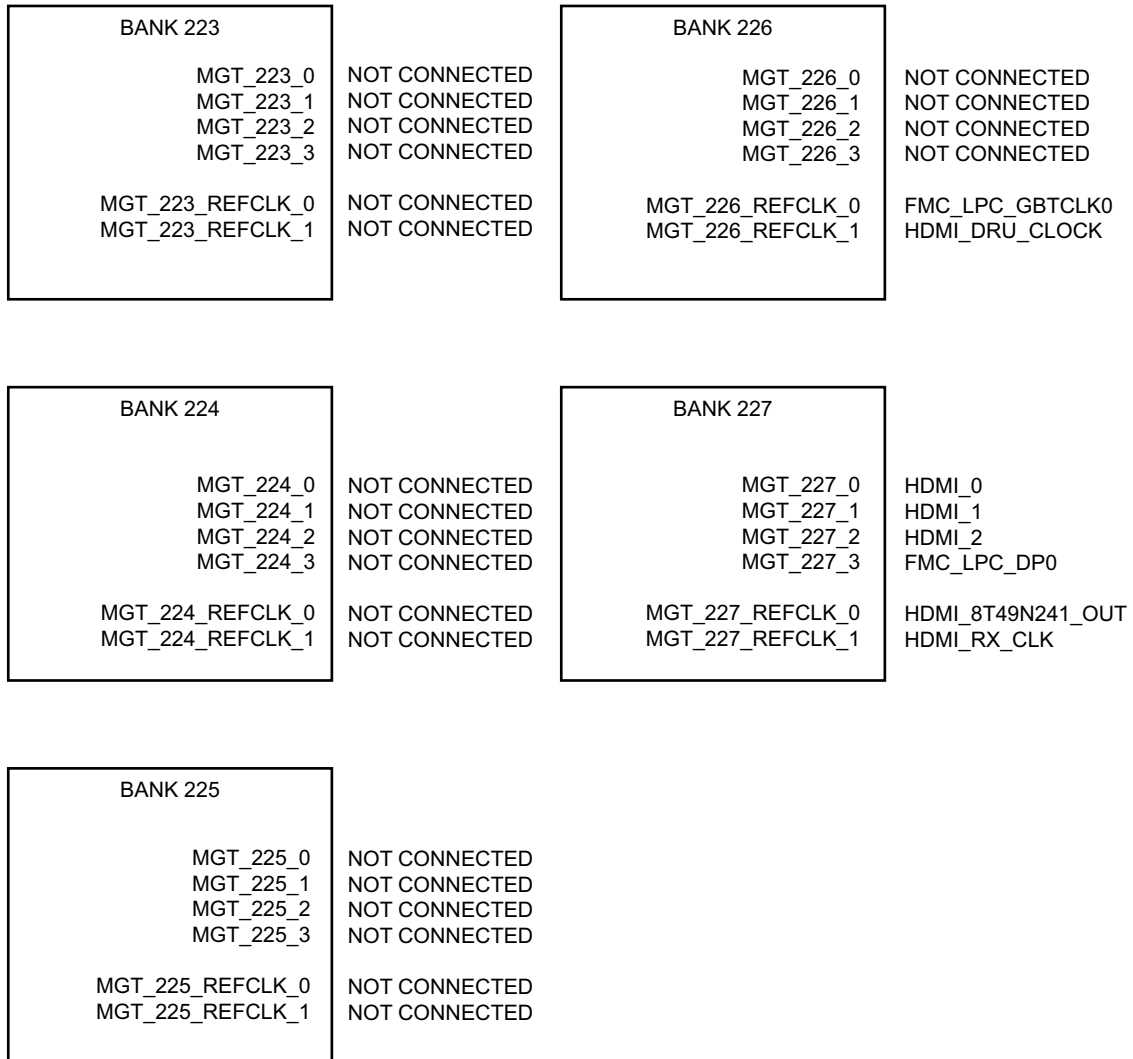 BANK 223
MGT_223_0 NOT CONNECTED
MGT_223_1 NOT CONNECTED
MGT_223_2 NOT CONNECTED
MGT_223_3 NOT CONNECTED
MGT_223_REFCLK_0 NOT CONNECTED
MGT_223_REFCLK_1 NOT CONNECTED
BANK 226
MGT_226_0 NOT CONNECTED
MGT_226_1 NOT CONNECTED
MGT_226_2 NOT CONNECTED
MGT_226_3 NOT CONNECTED
MGT_226_REFCLK_0 FMC_LPC_GBTCLK0
MGT_226_REFCLK_1 HDMI_DRU_CLOCK
BANK 224
MGT_224_0 NOT CONNECTED
MGT_224_1 NOT CONNECTED
MGT_224_2 NOT CONNECTED
MGT_224_3 NOT CONNECTED
MGT_224_REFCLK_0 NOT CONNECTED
MGT_224_REFCLK_1 NOT CONNECTED
BANK 227
MGT_227_0 HDMI_0
MGT_227_1 HDMI_1
MGT_227_2 HDMI_2
MGT_227_3 FMC_LPC_DP0
MGT_227_REFCLK_0 HDMI_8T49N241_OUT
MGT_227_REFCLK_1 HDMI_RX_CLK
BANK 225
MGT_225_0 NOT CONNECTED
MGT_225_1 NOT CONNECTED
MGT_225_2 NOT CONNECTED
MGT_225_3 NOT CONNECTED
MGT_225_REFCLK_0 NOT CONNECTED
MGT_225_REFCLK_1 NOT CONNECTED